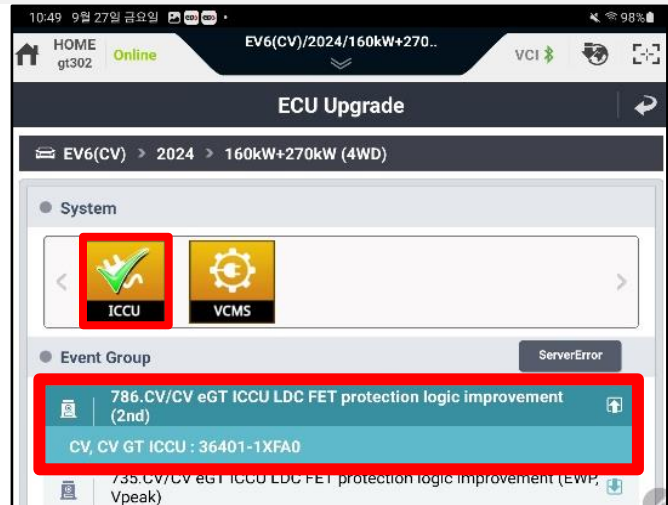 10:49 9월 27일 금요일
98%
HOME
gt302
Online
EV6(CV)/2024/160kW+270..
VCI
ECU Upgrade
EV6(CV) > 2024 > 160kW+270kW (4WD)
System
ICCU
VCMS
Event Group
ServerError
786.CV/CV eGT ICCU LDC FET protection logic improvement
(2nd)
CV, CV GT ICCU : 36401-1XFA0
735.CV/CV eGT ICCU LDC FET protection logic improvement (EWP,
Vpeak)